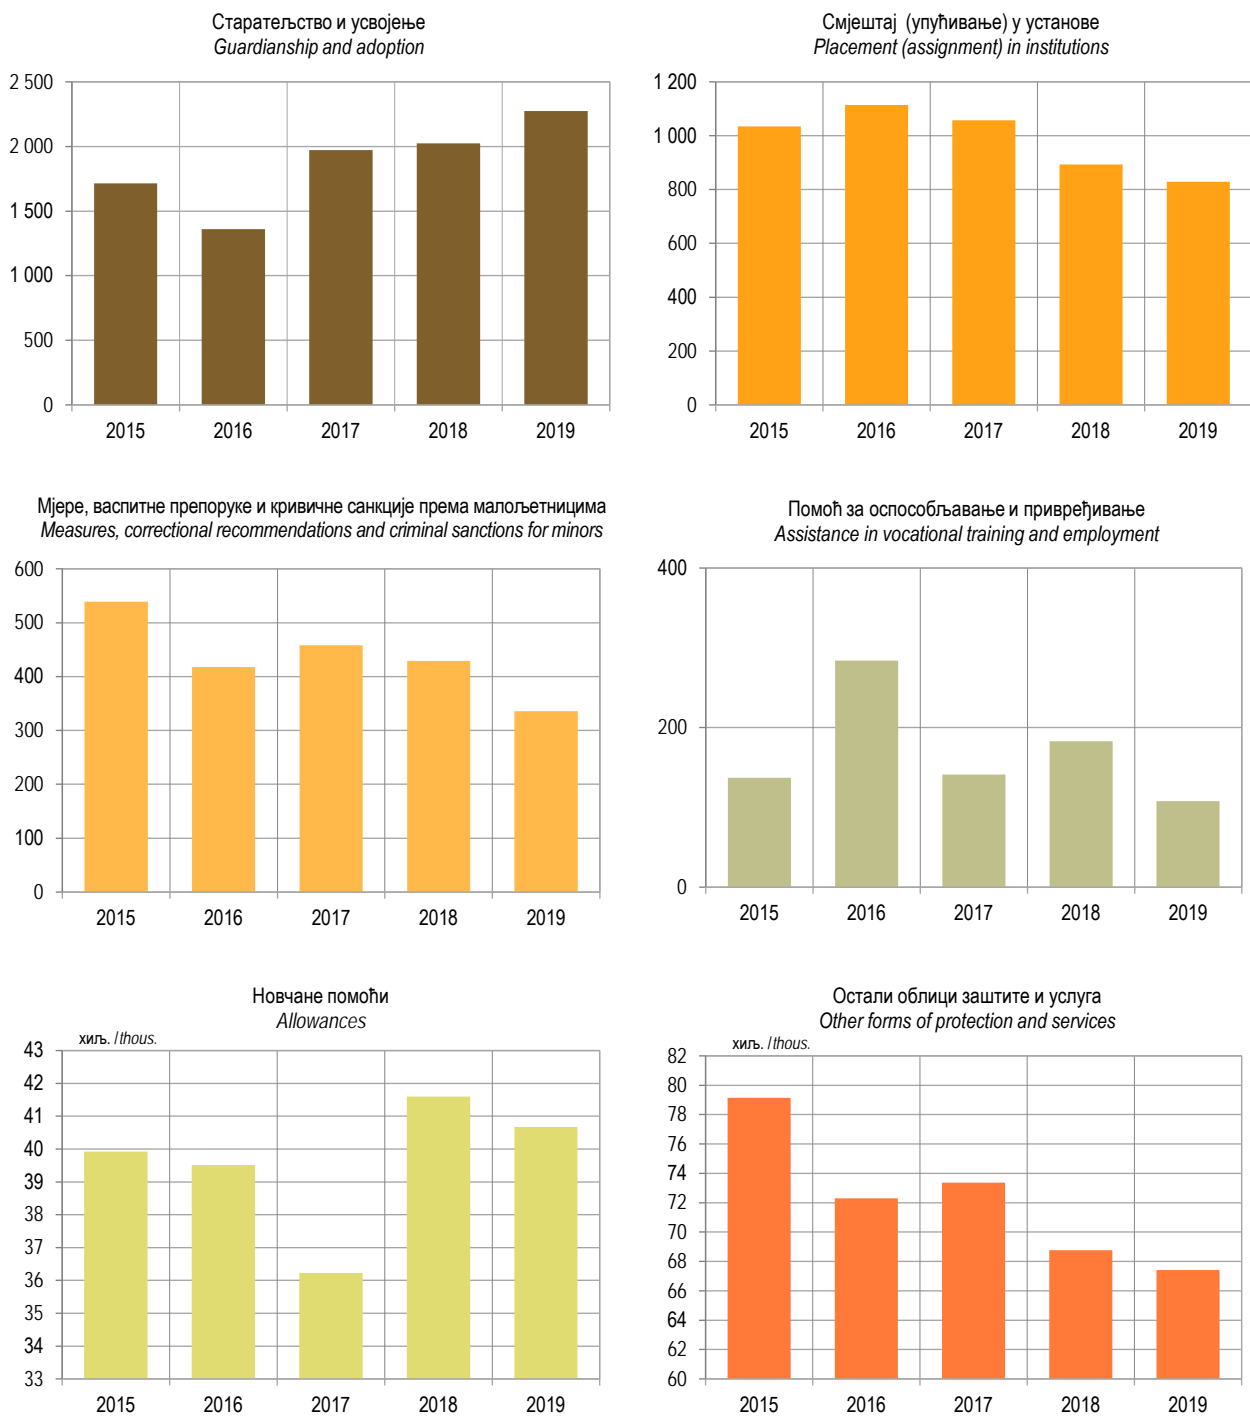 Старатељство и усвојење
Guardianship and adoption
2 500
2 000
1 500
1 000
500
0
2015 2016 2017 2018 2019
Смјештај (упућивање) у установе
Placement (assignment) in institutions
1 200
1 000
800
600
400
200
0
2015 2016 2017 2018 2019
Мјере, васпитне препоруке и кривичне санкције према малољетницима
Measures, correctional recommendations and criminal sanctions for minors
600
500
400
300
200
100
0
2015 2016 2017 2018 2019
Помоћ за оспособљавање и привређивање
Assistance in vocational training and employment
400
200
0
2015 2016 2017 2018 2019
Новчане помоћи
Allowances
хиљ. / thous.
43
42
41
40
39
38
37
36
35
34
33
2015 2016 2017 2018 2019
Остали облици заштите и услуга
Other forms of protection and services
хиљ. / thous.
82
80
78
76
74
72
70
68
66
64
62
60
2015 2016 2017 2018 2019